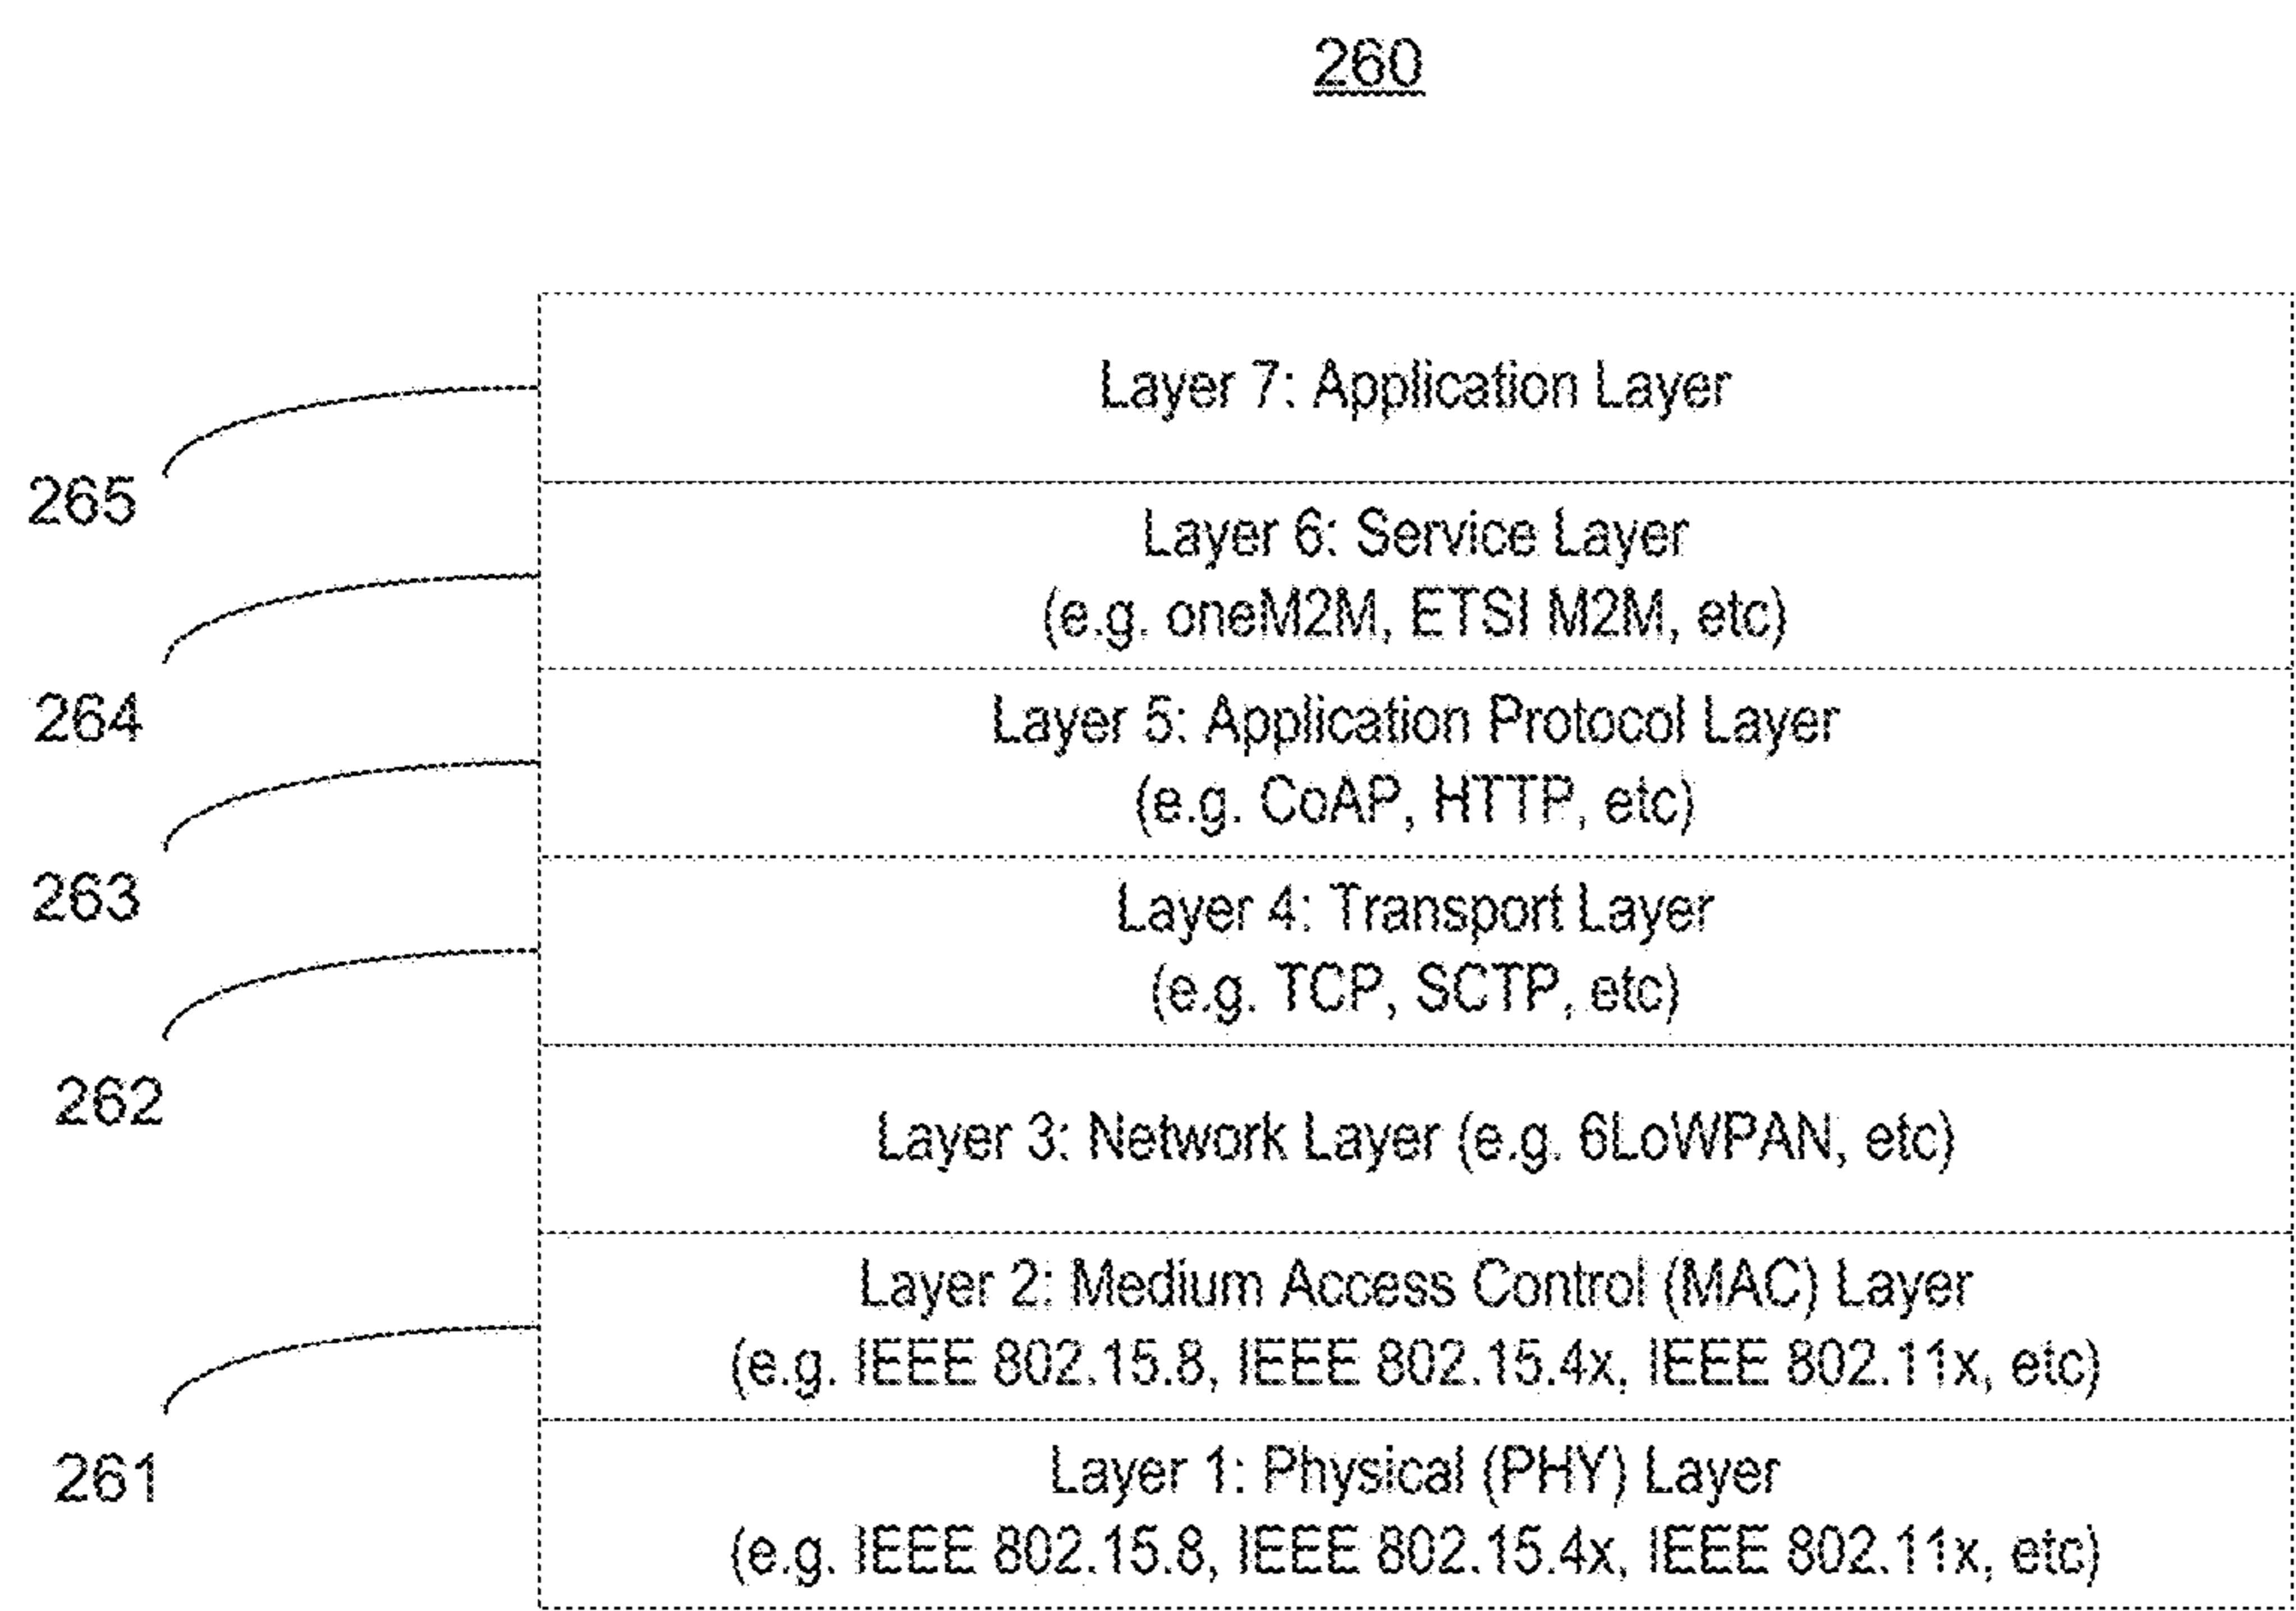 260
Layer 7: Application Layer
265
Layer 6: Service Layer
(e.g. oneM2M, ETSI M2M, etc)
264
Layer 5: Application Protocol Layer
(e.g. CoAP, HTTP, etc)
263
Layer 4: Transport Layer
(e.g. TCP, SCTP, etc)
262
Layer 3: Network Layer (e.g. 6LoWPAN, etc)
Layer 2: Medium Access Control (MAC) Layer
(e.g. IEEE 802.15.8, IEEE 802.15.4x, IEEE 802.11x, etc)
261
Layer 1: Physical (PHY) Layer
(e.g. IEEE 802.15.8, IEEE 802.15.4x, IEEE 802.11x, etc)